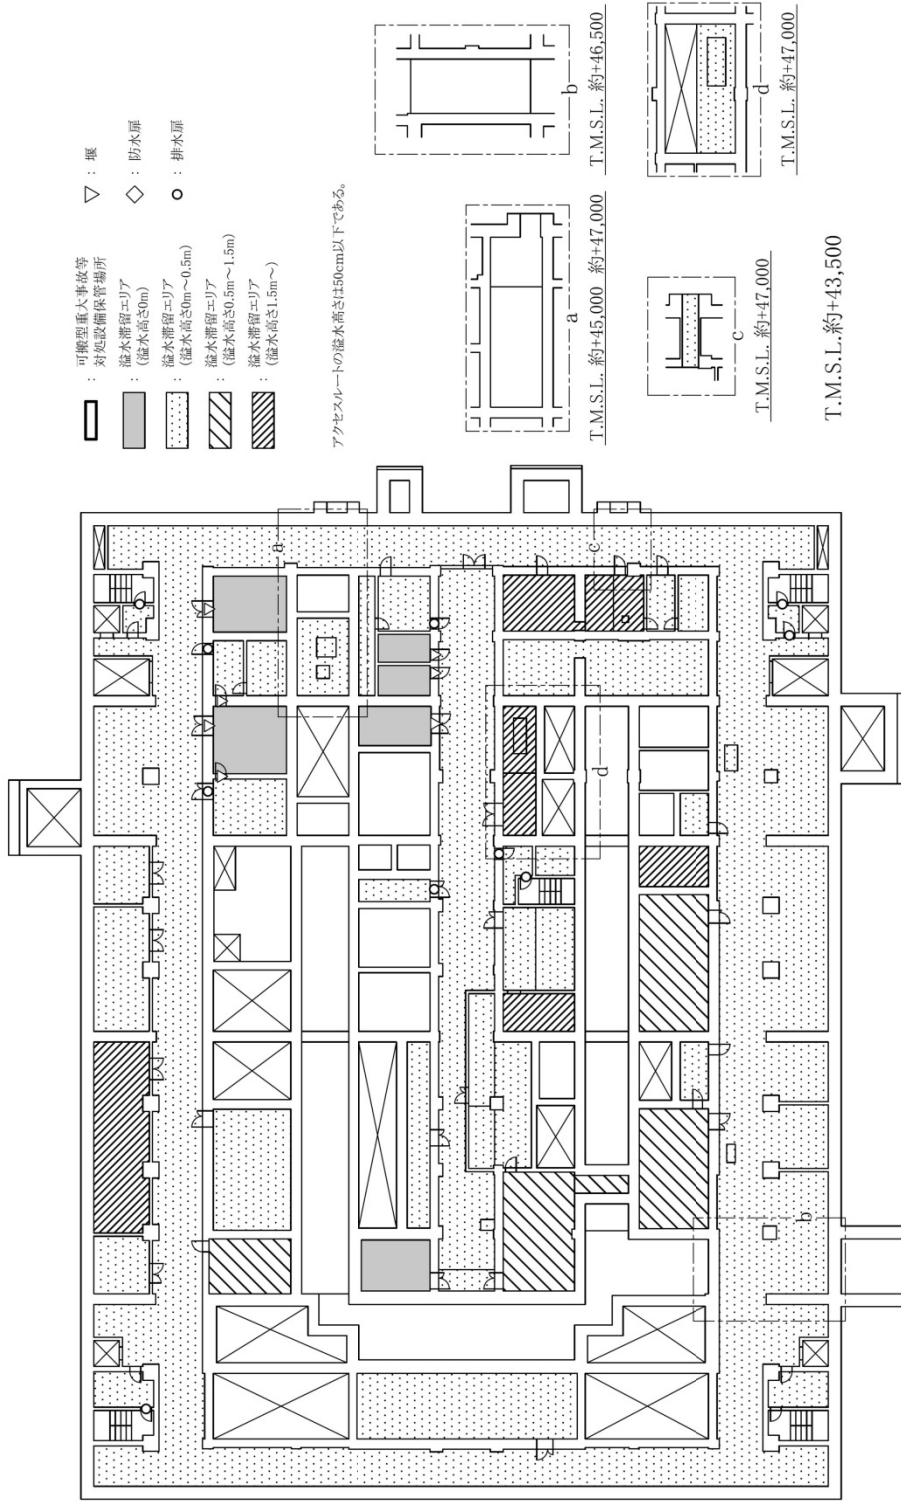 ： 可搬型重大事故等
対処設備保管場所
： 溢水滞留エリア
(溢水高さ0m)
： 溢水滞留エリア
(溢水高さ0m～0.5m)
： 溢水滞留エリア
(溢水高さ0.5m～1.5m)
： 溢水滞留エリア
(溢水高さ1.5m～)
： 堰
： 防水扉
： 排水扉
アクセスルートの溢水高さは50cm以下である。
a
T.M.S.L. 約+45,000 約+47,000
b
T.M.S.L. 約+46,500
c
T.M.S.L. 約+47,000
d
T.M.S.L. 約+47,000
T.M.S.L.約+43,500
a
c
d
b